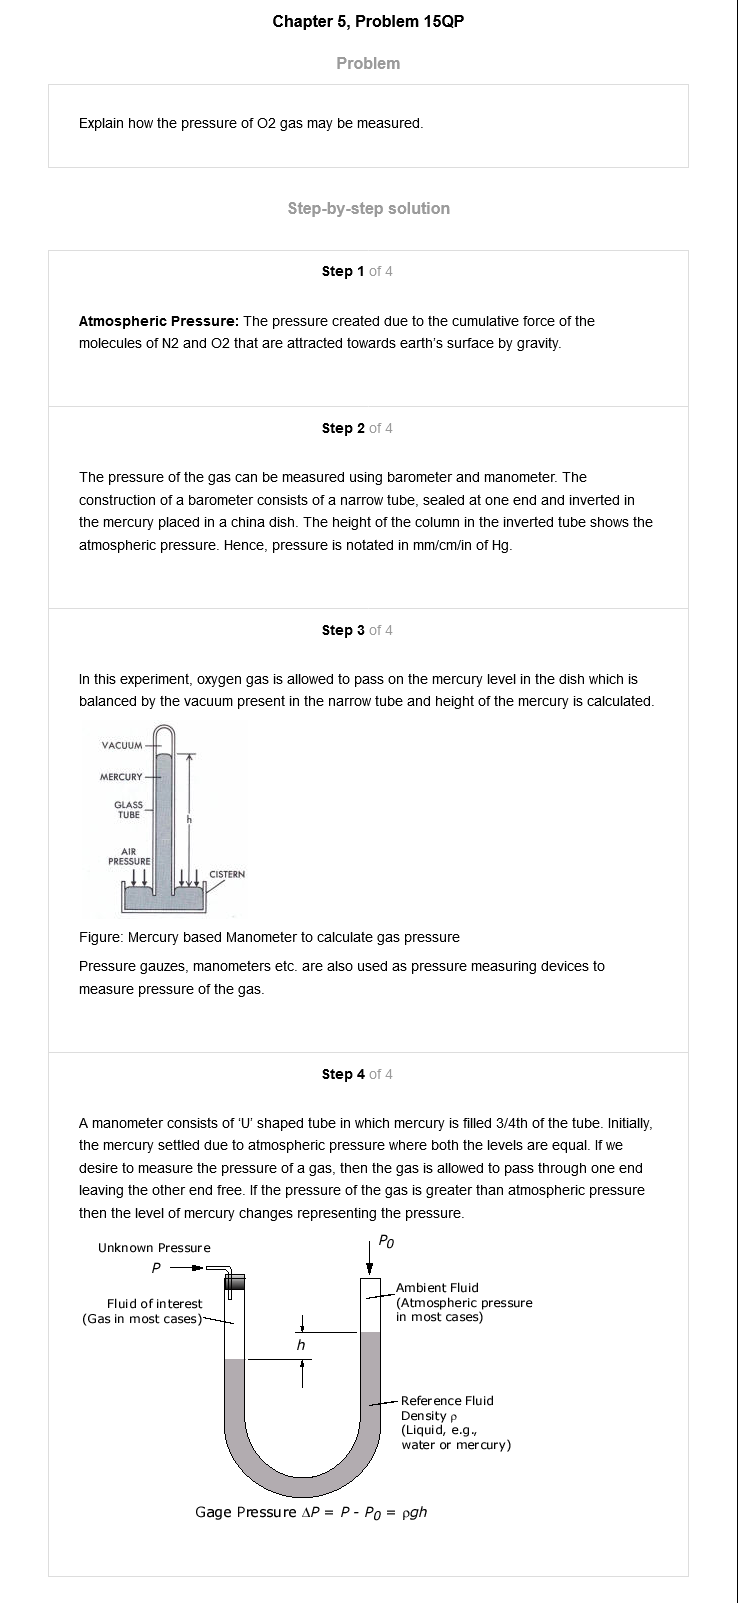 Chapter 5, Problem 15QP
Problem
Explain how the pressure of O2 gas may be measured.
Step-by-step solution
Step 1 of 4
Atmospheric Pressure: The pressure created due to the cumulative force of the
molecules of N2 and O2 that are attracted towards earth's surface by gravity.
Step 2 of 4
The pressure of the gas can be measured using barometer and manometer. The
construction of a barometer consists of a narrow tube, sealed at one end and inverted in
the mercury placed in a china dish. The height of the column in the inverted tube shows the
atmospheric pressure. Hence, pressure is notated in mm/cm/in of Hg.
Step 3 of 4
In this experiment, oxygen gas is allowed to pass on the mercury level in the dish which is
balanced by the vacuum present in the narrow tube and height of the mercury is calculated.
VACUUM
MERCURY
GLASS
TUBE
h
AIR
PRESSURE
CISTERN
Figure: Mercury based Manometer to calculate gas pressure
Pressure gauzes, manometers etc. are also used as pressure measuring devices to
measure pressure of the gas.
Step 4 of 4
A manometer consists of 'U' shaped tube in which mercury is filled 3/4th of the tube. Initially,
the mercury settled due to atmospheric pressure where both the levels are equal. If we
desire to measure the pressure of a gas, then the gas is allowed to pass through one end
leaving the other end free. If the pressure of the gas is greater than atmospheric pressure
then the level of mercury changes representing the pressure.
Unknown Pressure
P
P0
Fluid of interest
(Gas in most cases)
Ambient Fluid
(Atmospheric pressure
in most cases)
h
Reference Fluid
Density ρ
(Liquid, e.g.,
water or mercury)
Gage Pressure ΔP = P - P0 = ρgh